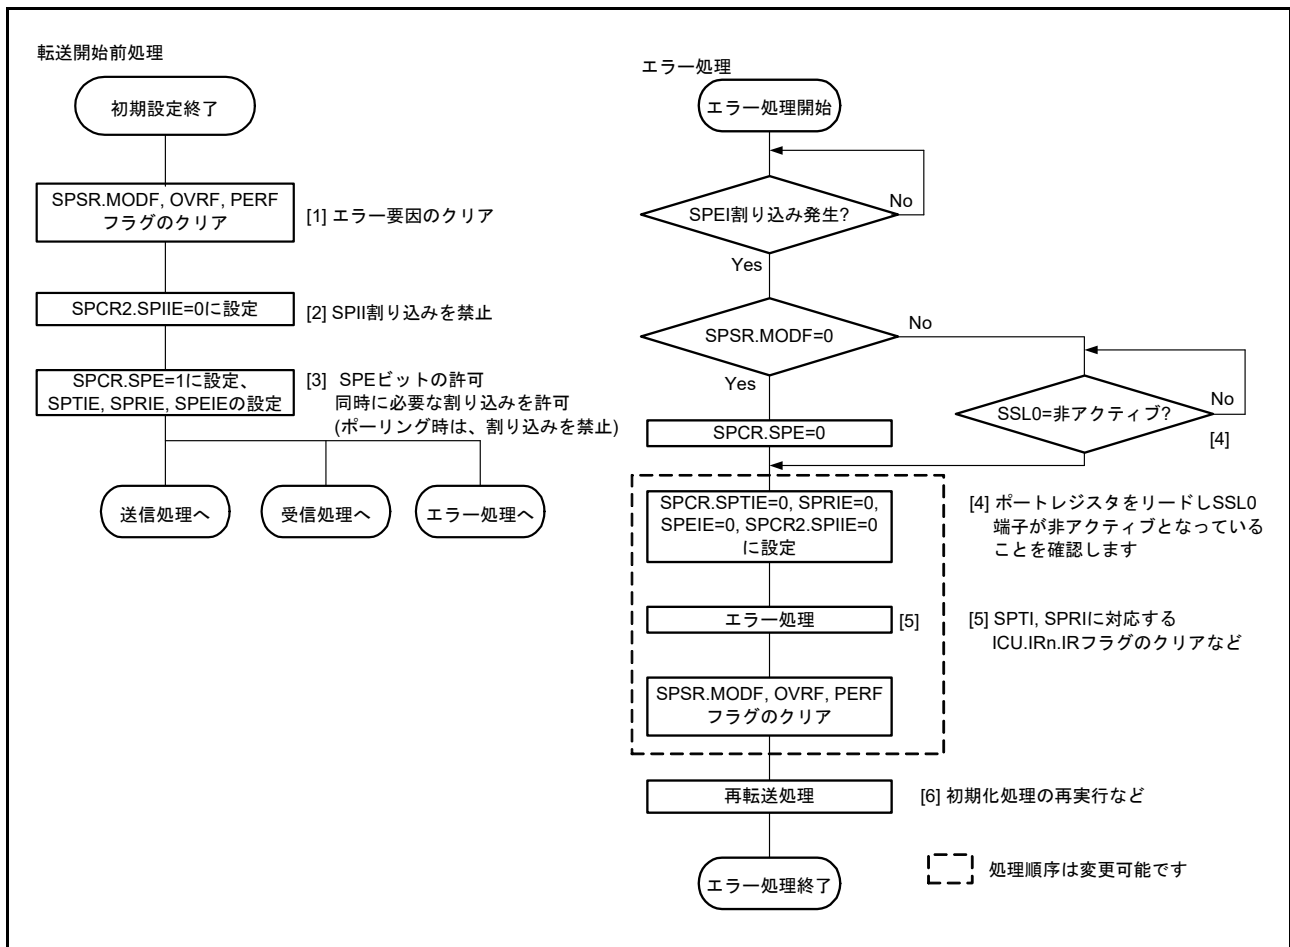 転送開始前処理
初期設定終了
SPSR.MODF, OVRF, PERF
フラグのクリア
[1] エラー要因のクリア
SPCR2.SPIIE=0に設定
[2] SPII割り込みを禁止
SPCR.SPE=1に設定、
SPTIE, SPRIE, SPEIEの設定
[3] SPEビットの許可
同時に必要な割り込みを許可
(ポーリング時は、割り込みを禁止)
送信処理へ
受信処理へ
エラー処理へ
エラー処理
エラー処理開始
SPEI割り込み発生?
No
Yes
SPSR.MODF=0
No
Yes
SSL0=非アクティブ?
No
[4]
SPCR.SPE=0
SPCR.SPTIE=0, SPRIE=0,
SPEIE=0, SPCR2.SPIIE=0
に設定
[4] ポートレジスタをリードしSSL0
端子が非アクティブとなっている
ことを確認します
エラー処理
[5]
[5] SPTI, SPRIに対応する
ICU.IRn.IRフラグのクリアなど
SPSR.MODF, OVRF, PERF
フラグのクリア
再転送処理
[6] 初期化処理の再実行など
エラー処理終了
処理順序は変更可能です